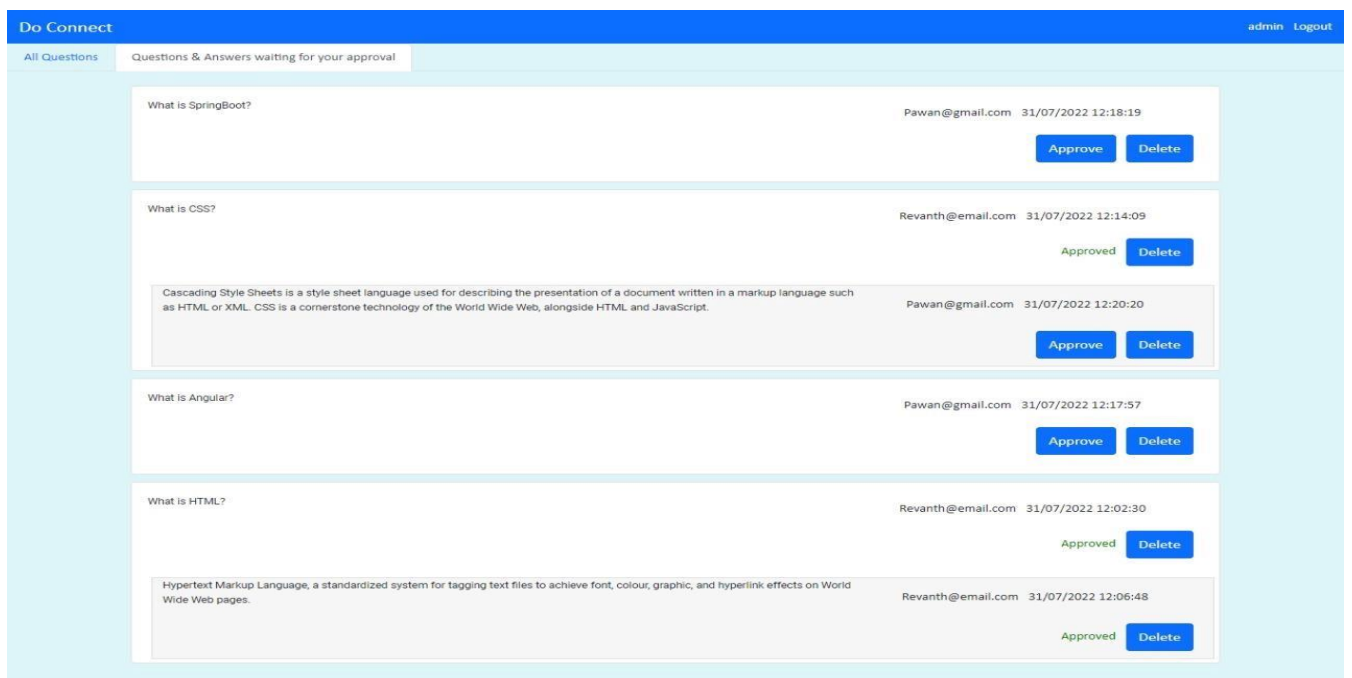 Do Connect
admin Logout
All Questions
Questions & Answers waiting for your approval
What is SpringBoot?
Pawan@gmail.com 31/07/2022 12:18:19
Approve Delete
What is CSS?
Revanth@email.com 31/07/2022 12:14:09
Approved Delete
Cascading Style Sheets is a style sheet language used for describing the presentation of a document written in a markup language such
as HTML or XML. CSS is a cornerstone technology of the World Wide Web, alongside HTML and JavaScript.
Pawan@gmail.com 31/07/2022 12:20:20
Approve Delete
What is Angular?
Pawan@gmail.com 31/07/2022 12:17:57
Approve Delete
What is HTML?
Revanth@email.com 31/07/2022 12:02:30
Approved Delete
Hypertext Markup Language, a standardized system for tagging text files to achieve font, colour, graphic, and hyperlink effects on World
Wide Web pages.
Revanth@email.com 31/07/2022 12:06:48
Approved Delete